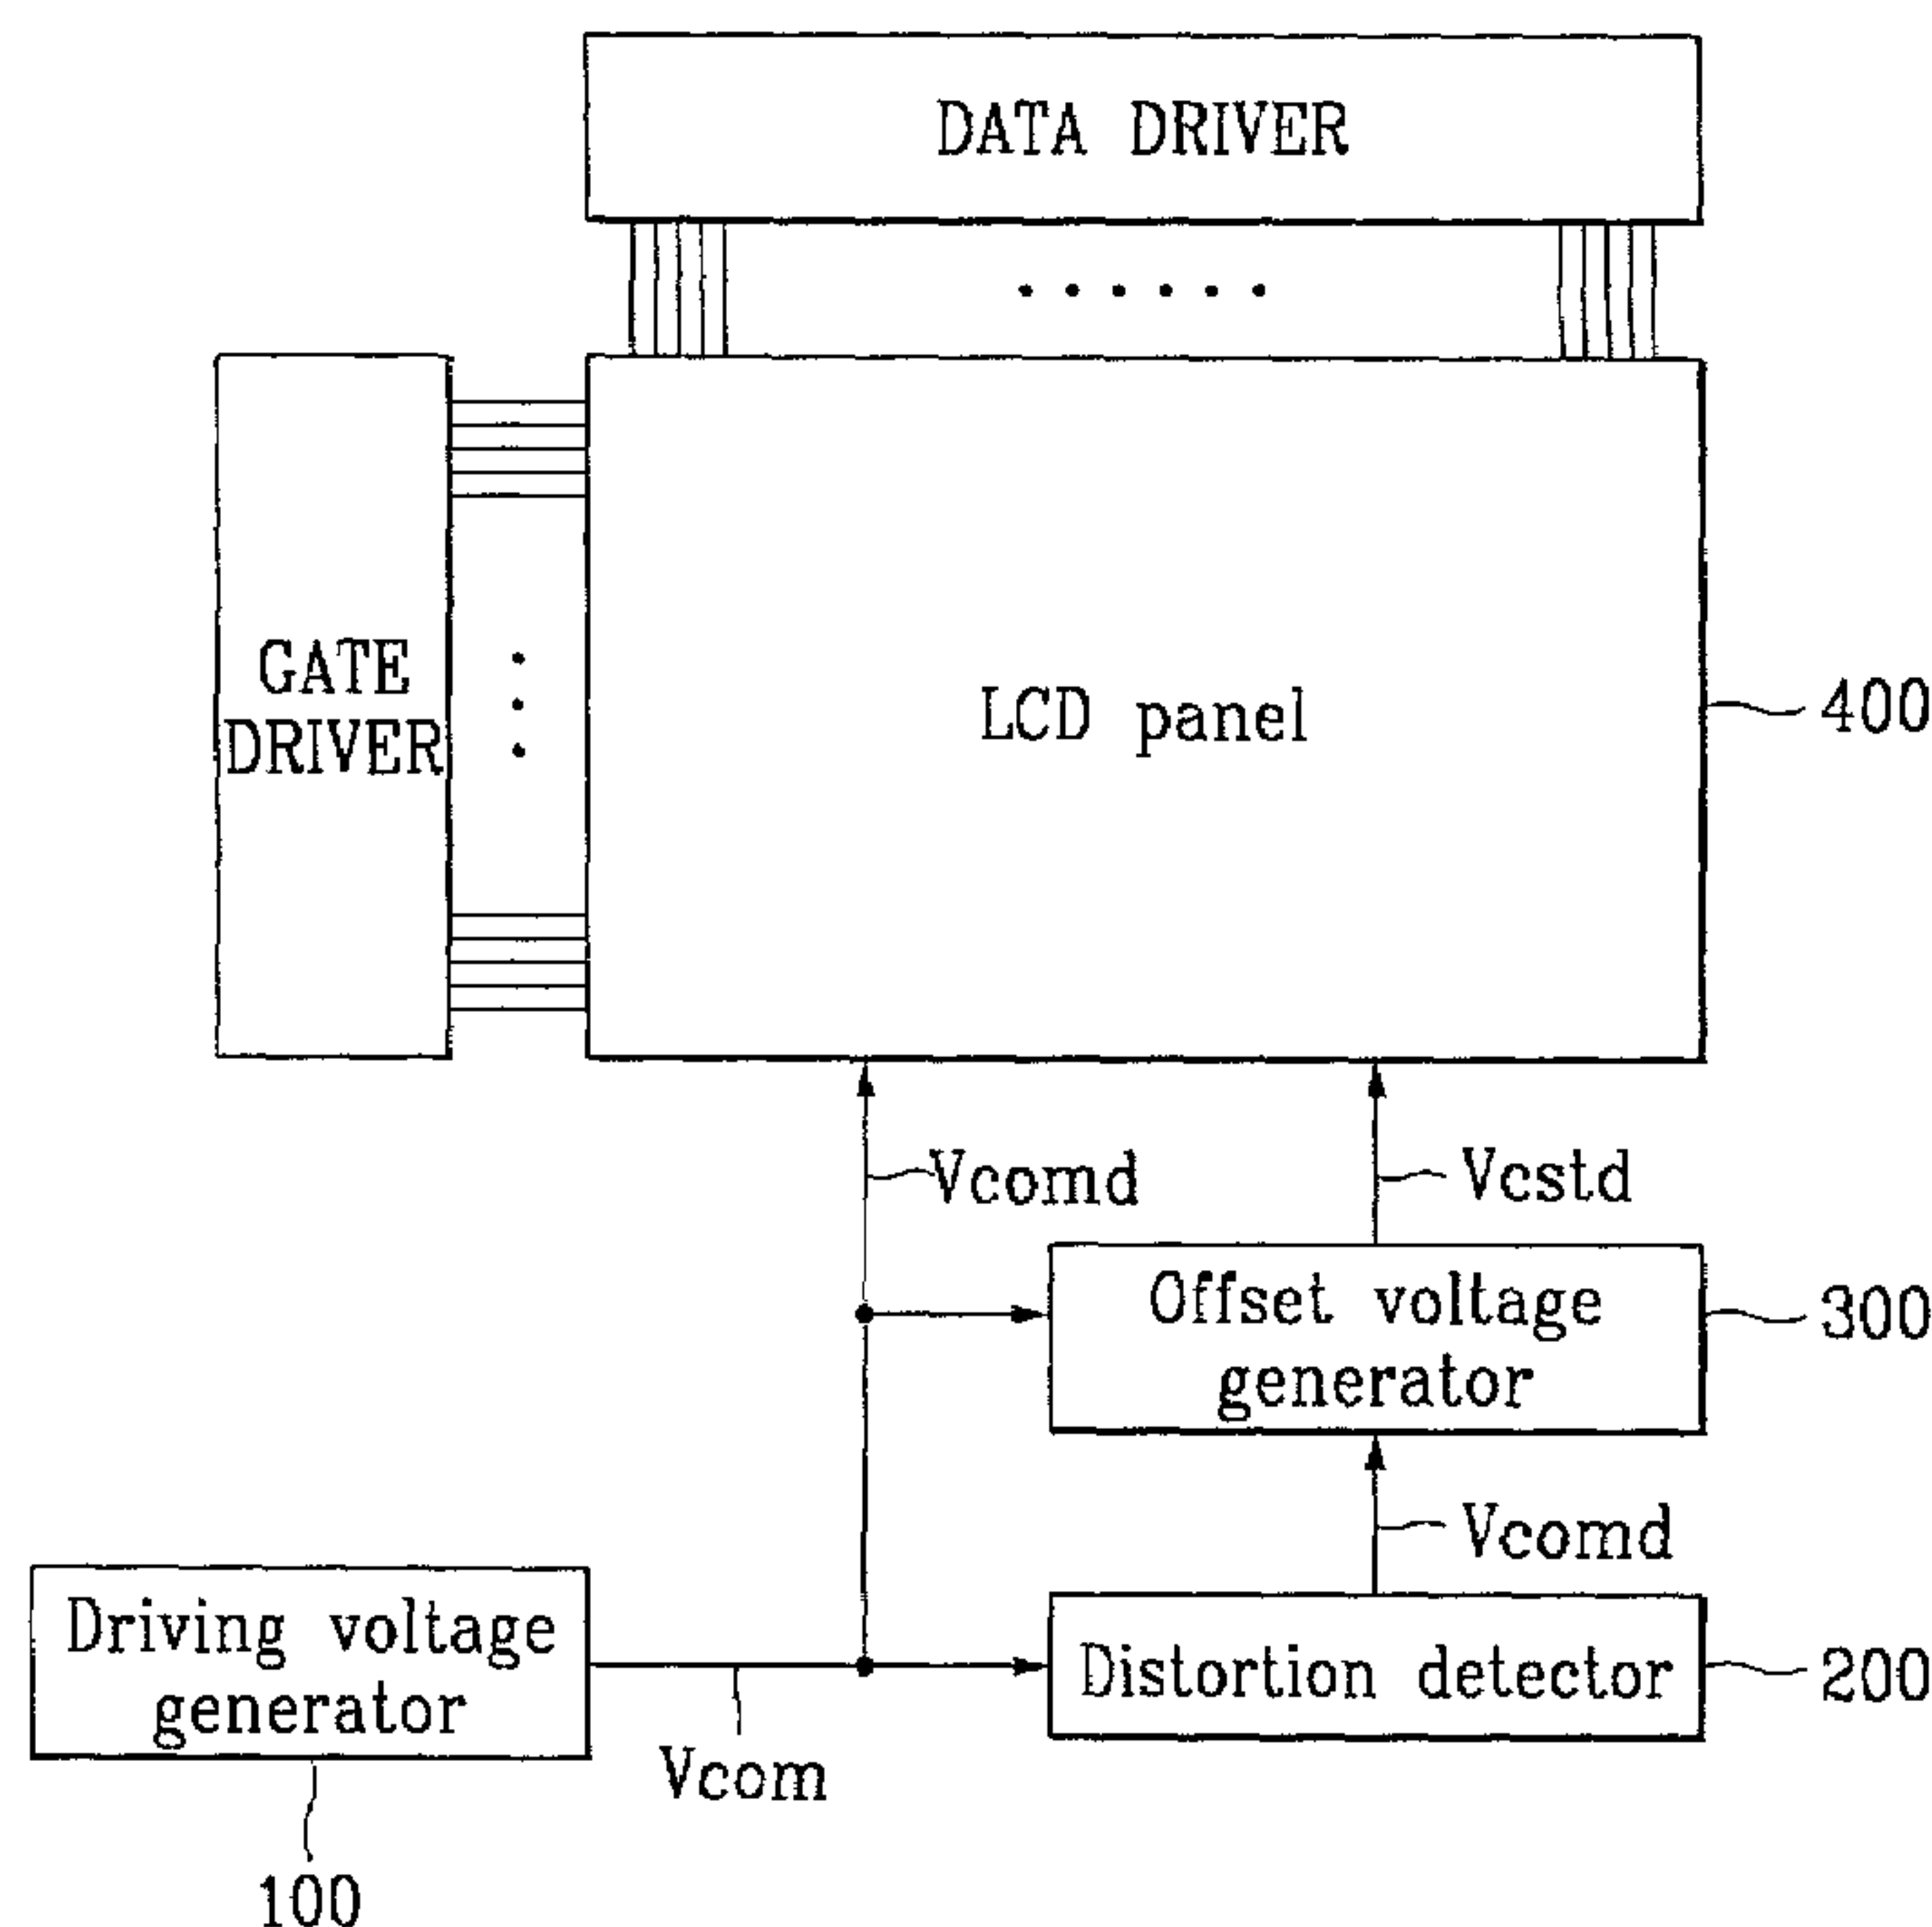 DATA DRIVER
GATE
DRIVER
LCD panel
400
Vcomd
Vcstd
Offset voltage
generator
300
Vcomd
Driving voltage
generator
Distortion detector
200
Vcom
100